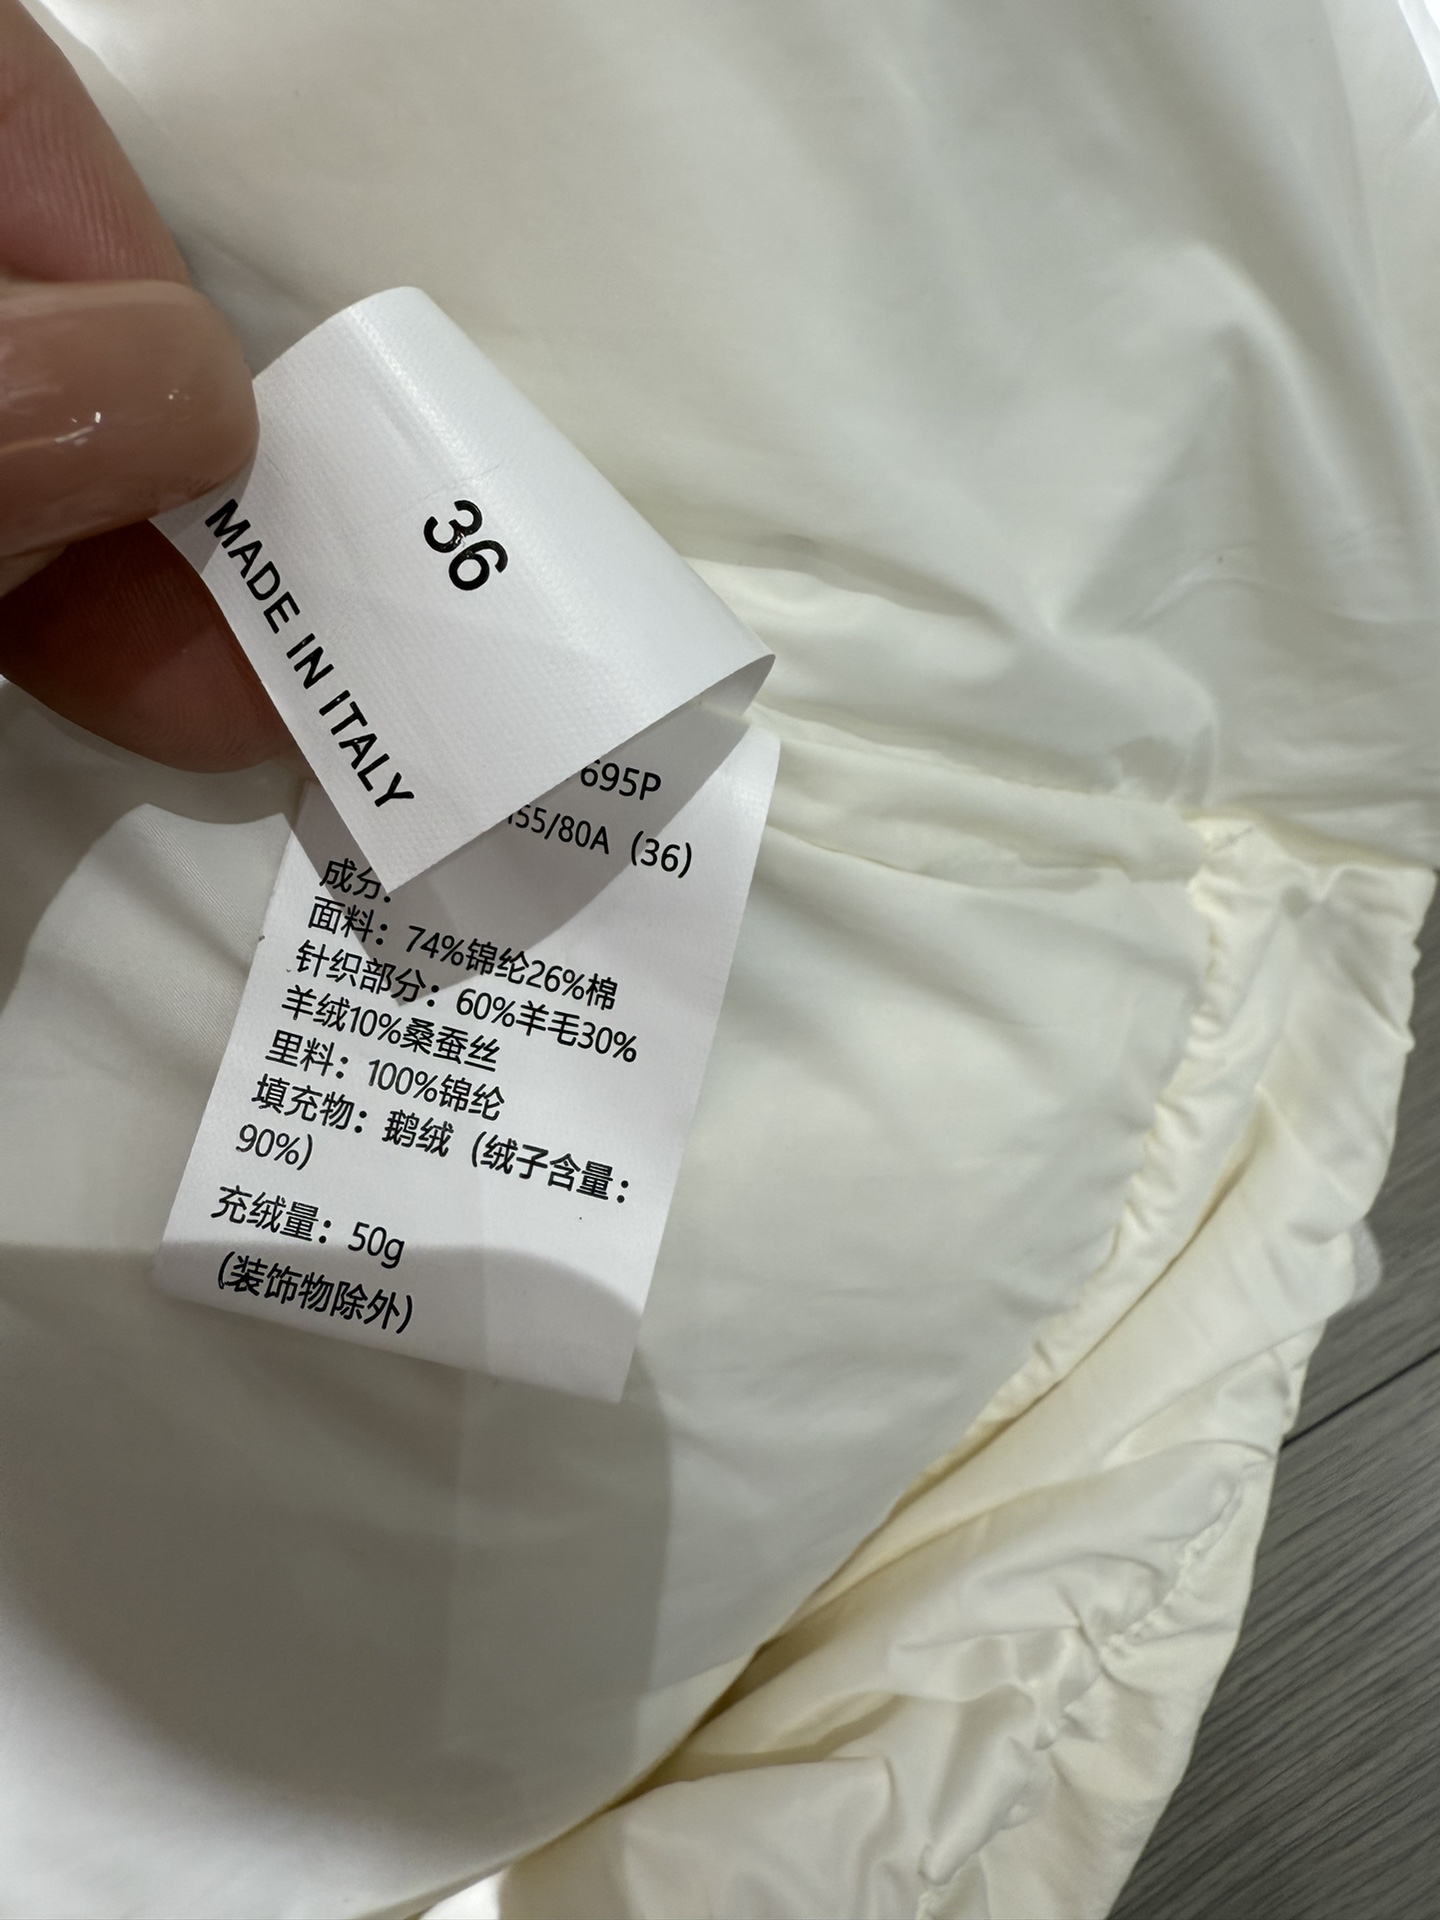 36
MADE IN ITALY
695P
155/80A (36)
成分:
面料：74%锦纶26%棉
针织部分：60%羊毛30%
羊绒10%桑蚕丝
里料：100%锦纶
填充物：鹅绒（绒子含量：
90%)
充绒量：50g
(装饰物除外)